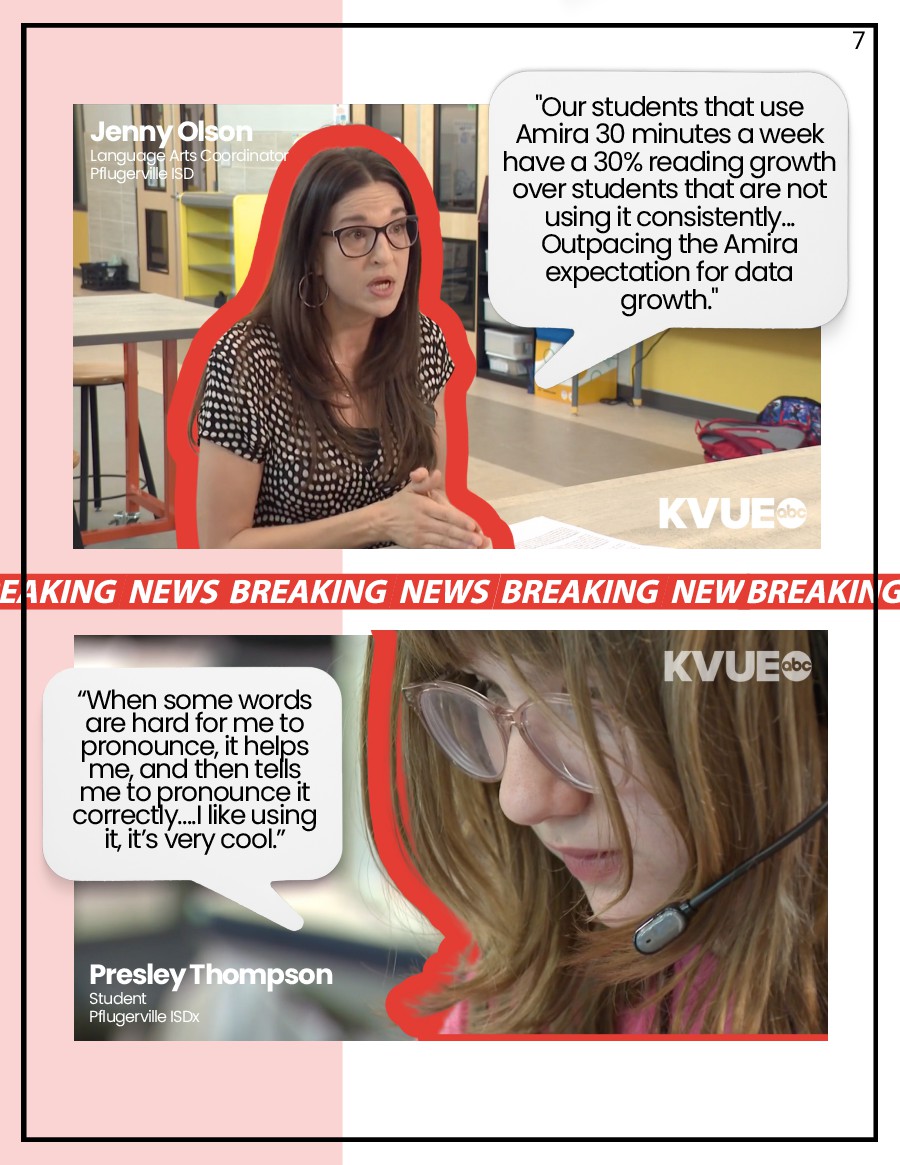 7
Jenny Olson
Language Arts Coordinator
Pflugerville ISD
"Our students that use
Amira 30 minutes a week
have a 30% reading growth
over students that are not
using it consistently...
Outpacing the Amira
expectation for data
growth."
KVUE abc
EAKING NEWS BREAKING NEWS BREAKING NEW BREAKING
KVUE abc
“When some words
are hard for me to
pronounce, it helps
me, and then tells
me to pronounce it
correctly....I like using
it, it’s very cool.”
Presley Thompson
Student
Pflugerville ISDx